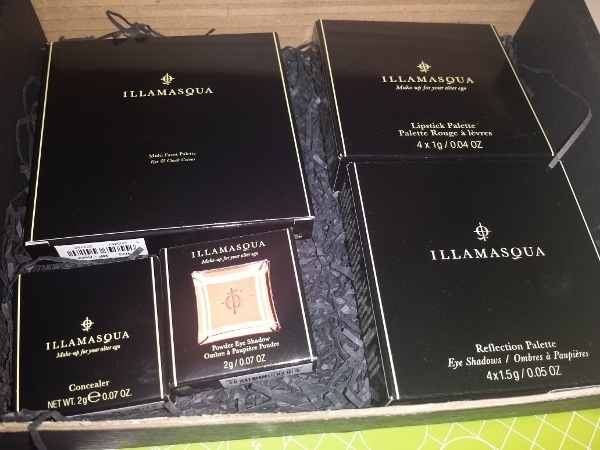 ILLAMASQUA
Multi Facet Palette
Eye & Cheek Colour
ILLAMASQUA
Make-up for your alter ego
Lipstick Palette
Palette Rouge à lèvres
4 x 1g / 0.04 OZ
ILLAMASQUA
Make-up for your alter ego
Concealer
NET WT. 2g e 0.07 OZ.
ILLAMASQUA
Make-up for your alter ego
Powder Eye Shadow
Ombre à Paupière Poudre
2g / 0.07 OZ
ILLAMASQUA
Reflection Palette
Eye Shadows / Ombres à Paupières
4 x 1.5g / 0.05 OZ